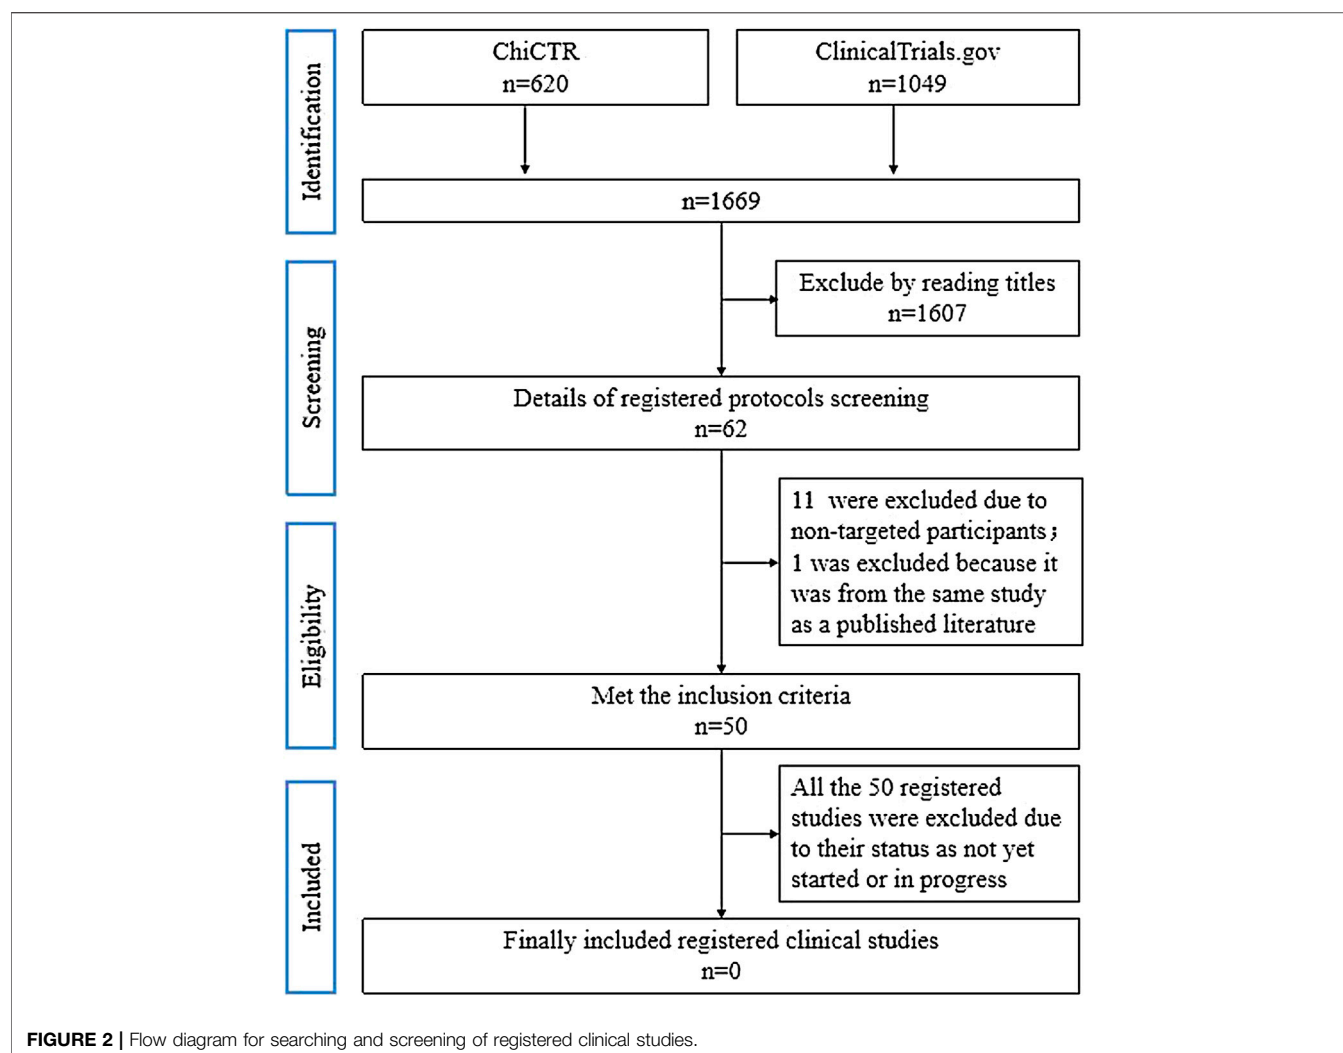 Identification
ChiCTR
n=620
ClinicalTrials.gov
n=1049
n=1669
Screening
Exclude by reading titles
n=1607
Details of registered protocols screening
n=62
Eligibility
11 were excluded due to
non-targeted participants;
1 was excluded because it
was from the same study
as a published literature
Met the inclusion criteria
n=50
Included
All the 50 registered
studies were excluded due
to their status as not yet
started or in progress
Finally included registered clinical studies
n=0
FIGURE 2 | Flow diagram for searching and screening of registered clinical studies.